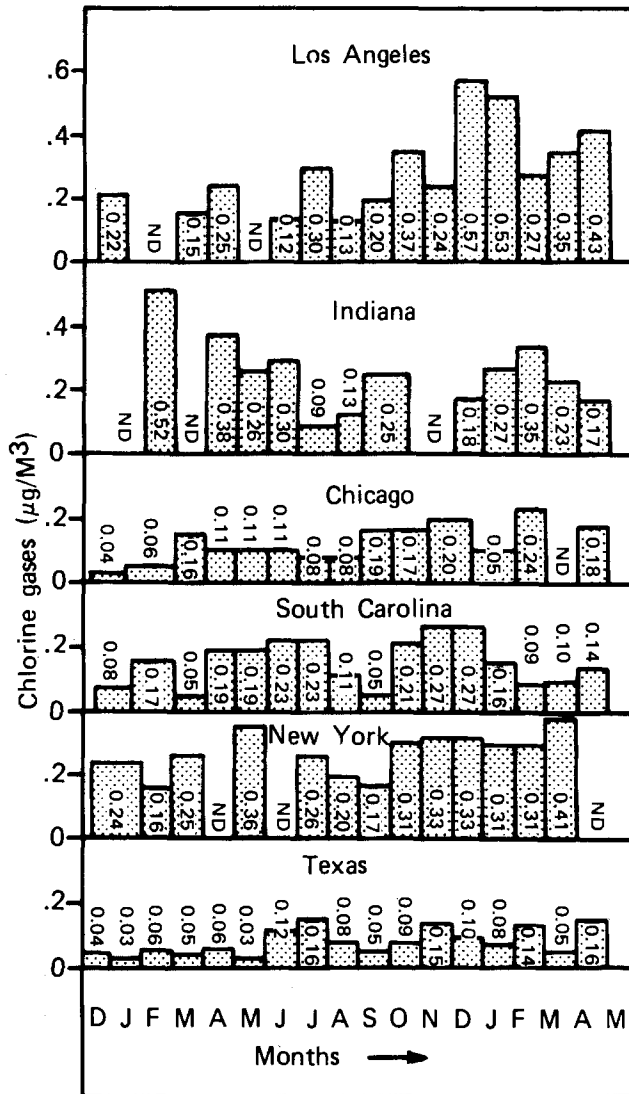 Chlorine gases (µg/M³)
Los Angeles
.6
.4
.2
0
0.22 ND 0.15 0.25 ND 0.12 0.30 0.13 0.20 0.37 0.24 0.57 0.53 0.27 0.35 0.43
Indiana
.4
.2
0
ND 0.52 ND 0.38 0.26 0.30 0.09 0.13 0.25 ND 0.18 0.27 0.35 0.23 0.17
Chicago
.2
0
0.04 0.06 0.16 0.11 0.11 0.11 0.08 0.08 0.19 0.17 0.20 0.05 0.24 ND 0.18
South Carolina
.2
0
0.08 0.17 0.05 0.19 0.19 0.23 0.23 0.11 0.05 0.21 0.27 0.27 0.16 0.09 0.10 0.14
New York
.2
0
0.24 0.16 0.25 ND 0.36 ND 0.26 0.20 0.17 0.31 0.33 0.33 0.31 0.31 0.41 ND
Texas
.2
0
0.04 0.03 0.06 0.05 0.06 0.03 0.12 0.16 0.08 0.05 0.09 0.15 0.10 0.08 0.14 0.05 0.16
D J F M A M J J A S O N D J F M A M
Months